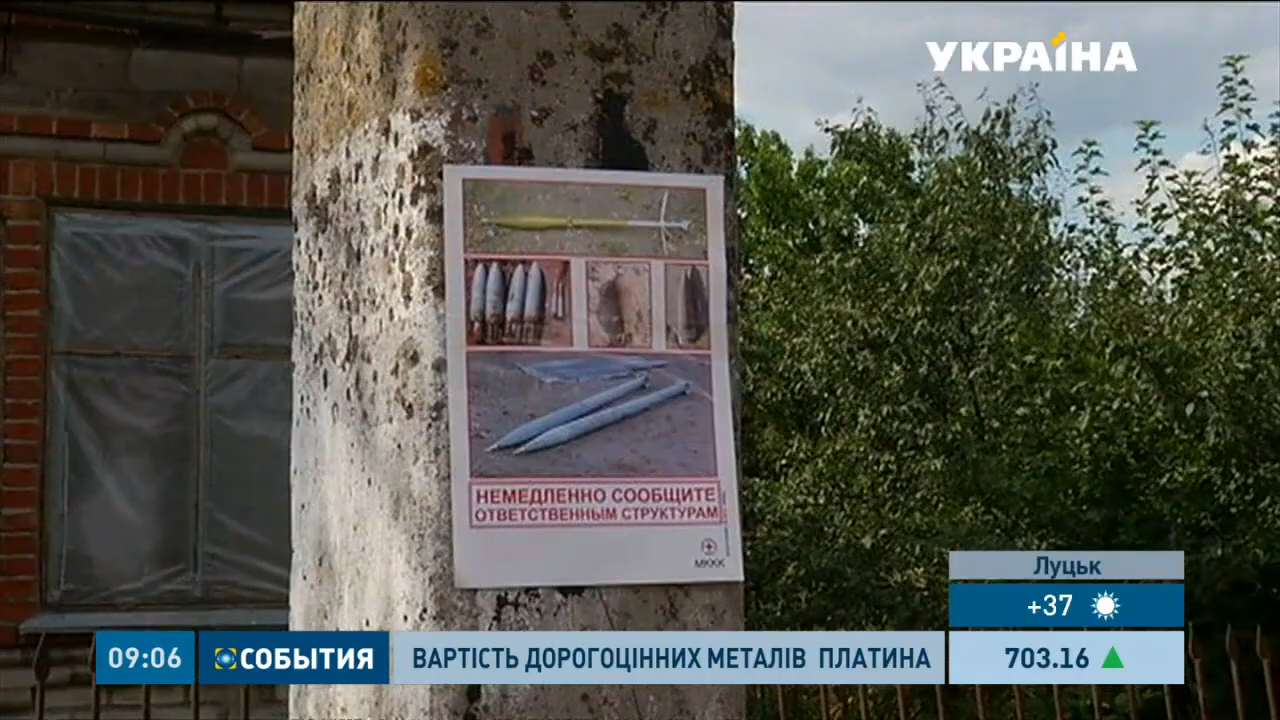 УКРАЇНА
НЕМЕДЛЕННО СООБЩИТЕ
ОТВЕТСТВЕННЫМ СТРУКТУРАМ
МККК
Луцьк
+37
09:06 СОБЫТИЯ ВАРТІСТЬ ДОРОГОЦІННИХ МЕТАЛІВ ПЛАТИНА 703.16